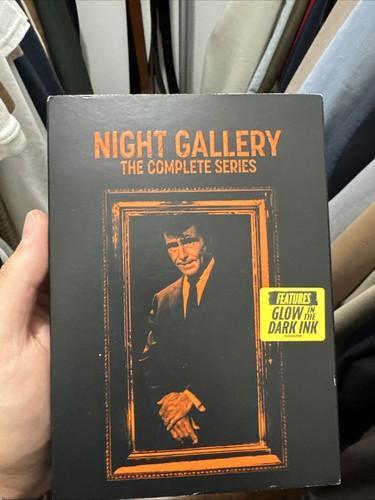 NIGHT GALLERY
THE COMPLETE SERIES
FEATURES
GLOW IN THE
DARK INK